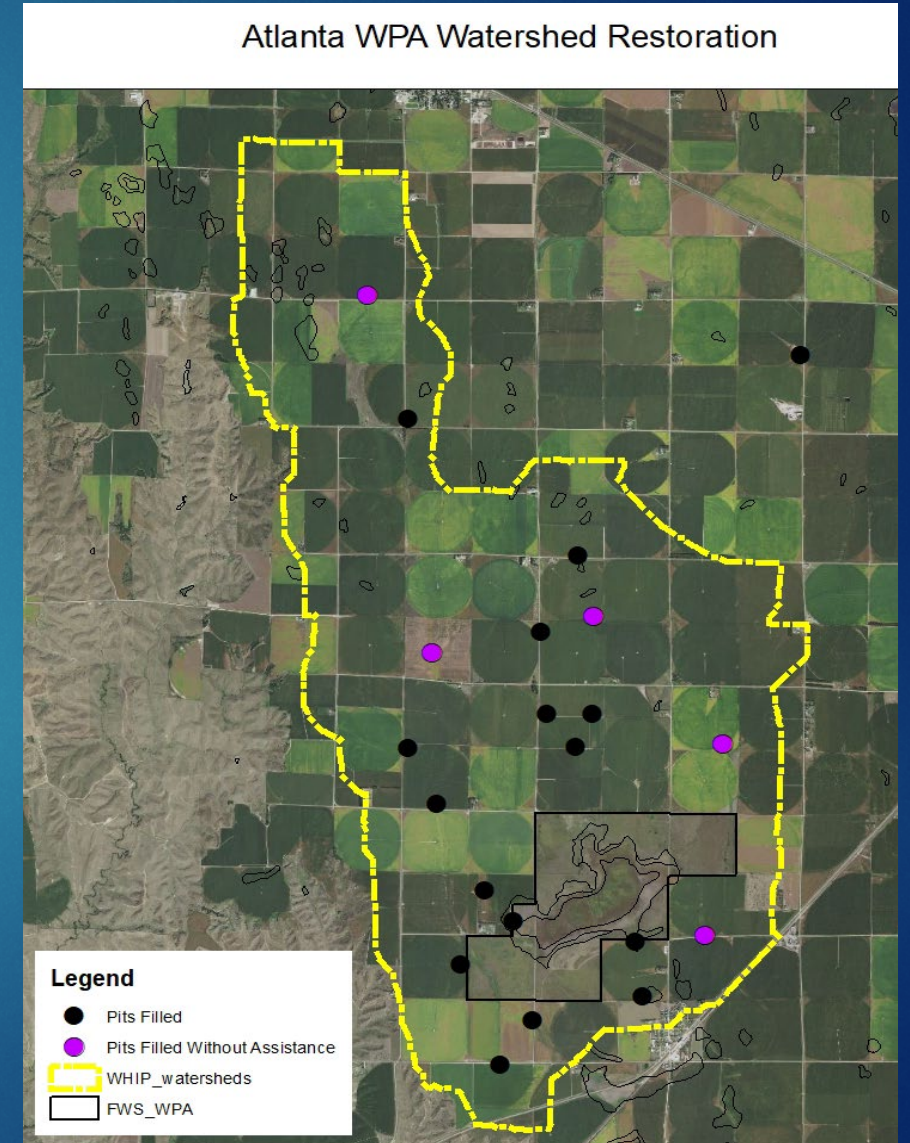 Atlanta WPA Watershed Restoration
Legend
Pits Filled
Pits Filled Without Assistance
WHIP_watersheds
FWS_WPA